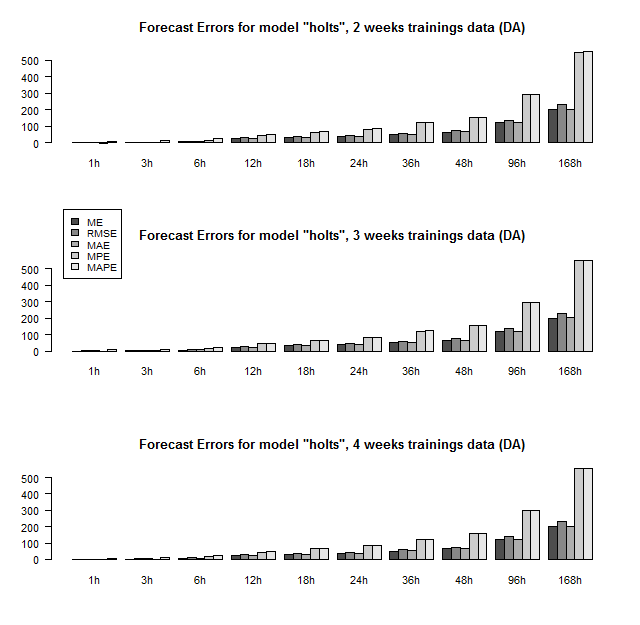 Forecast Errors for model "holts", 2 weeks trainings data (DA)
500
400
300
200
100
0
1h 3h 6h 12h 18h 24h 36h 48h 96h 168h
ME
RMSE
MAE
MPE
MAPE
Forecast Errors for model "holts", 3 weeks trainings data (DA)
500
400
300
200
100
0
1h 3h 6h 12h 18h 24h 36h 48h 96h 168h
Forecast Errors for model "holts", 4 weeks trainings data (DA)
500
400
300
200
100
0
1h 3h 6h 12h 18h 24h 36h 48h 96h 168h